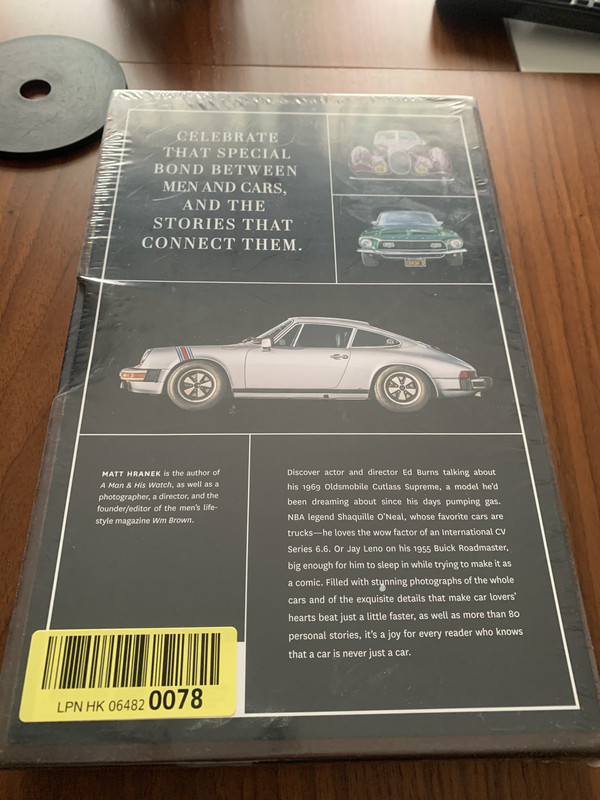 CELEBRATE
THAT SPECIAL
BOND BETWEEN
MEN AND CARS,
AND THE
STORIES THAT
CONNECT THEM.
MATT HRANEK is the author of
A Man & His Watch, as well as a
photographer, a director, and the
founder/editor of the men's life-
style magazine Wm Brown.
Discover actor and director Ed Burns talking about
his 1969 Oldsmobile Cutlass Supreme, a model he'd
been dreaming about since his days pumping gas.
NBA legend Shaquille O'Neal, whose favorite cars are
trucks—he loves the wow factor of an International CV
Series 6.6. Or Jay Leno on his 1955 Buick Roadmaster,
big enough for him to sleep in while trying to make it as
a comic. Filled with stunning photographs of the whole
cars and of the exquisite details that make car lovers'
hearts beat just a little faster, as well as more than 80
personal stories, it's a joy for every reader who knows
that a car is never just a car.
LPN HK 06482 0078